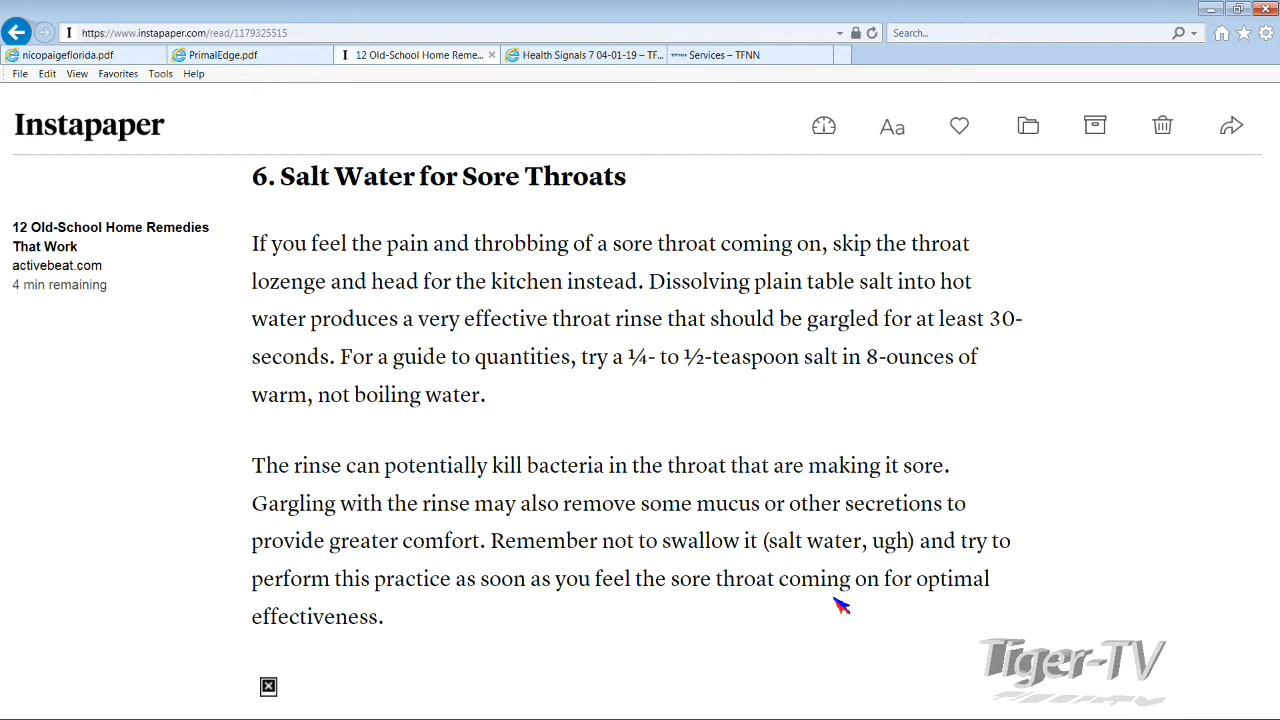 https://www.instapaper.com/read/1179325515
Search...
nicopaigeflorida.pdf
PrimalEdge.pdf
12 Old-School Home Reme...
Health Signals 7 04-01-19 – TF...
Services – TFNN
File Edit View Favorites Tools Help
Instapaper
Aa
6. Salt Water for Sore Throats
12 Old-School Home Remedies
That Work
activebeat.com
4 min remaining
If you feel the pain and throbbing of a sore throat coming on, skip the throat
lozenge and head for the kitchen instead. Dissolving plain table salt into hot
water produces a very effective throat rinse that should be gargled for at least 30-
seconds. For a guide to quantities, try a ¼- to ½-teaspoon salt in 8-ounces of
warm, not boiling water.
The rinse can potentially kill bacteria in the throat that are making it sore.
Gargling with the rinse may also remove some mucus or other secretions to
provide greater comfort. Remember not to swallow it (salt water, ugh) and try to
perform this practice as soon as you feel the sore throat coming on for optimal
effectiveness.
Tiger-TV